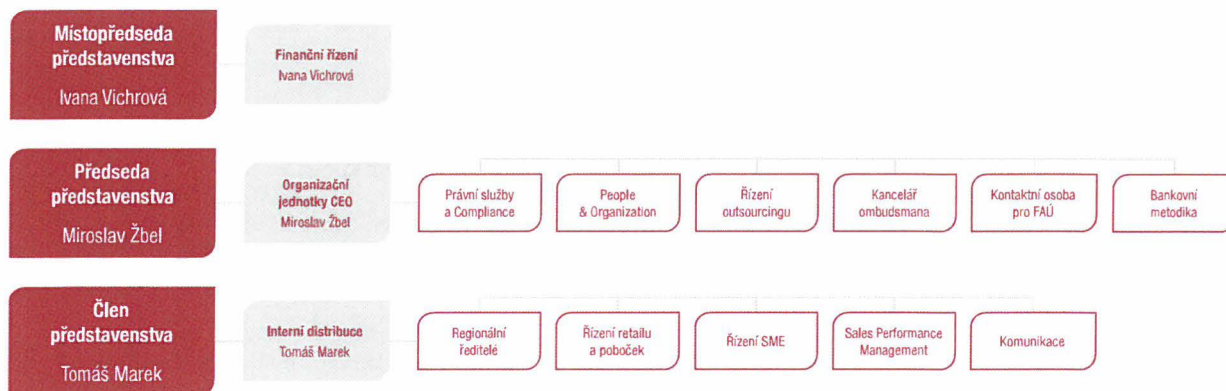 Místopředseda
představenstva
Ivana Vichrová
Finanční řízení
Ivana Vichrová
Předseda
představenstva
Miroslav Žbel
Organizační
jednotky CEO
Miroslav Žbel
Právní služby
a Compliance
People
& Organization
Řízení
outsourcingu
Kancelář
ombudsmana
Kontaktní osoba
pro FAÚ
Bankovní
metodika
Člen
představenstva
Tomáš Marek
Interní distribuce
Tomáš Marek
Regionální
ředitelé
Řízení retailu
a poboček
Řízení SME
Sales Performance
Management
Komunikace